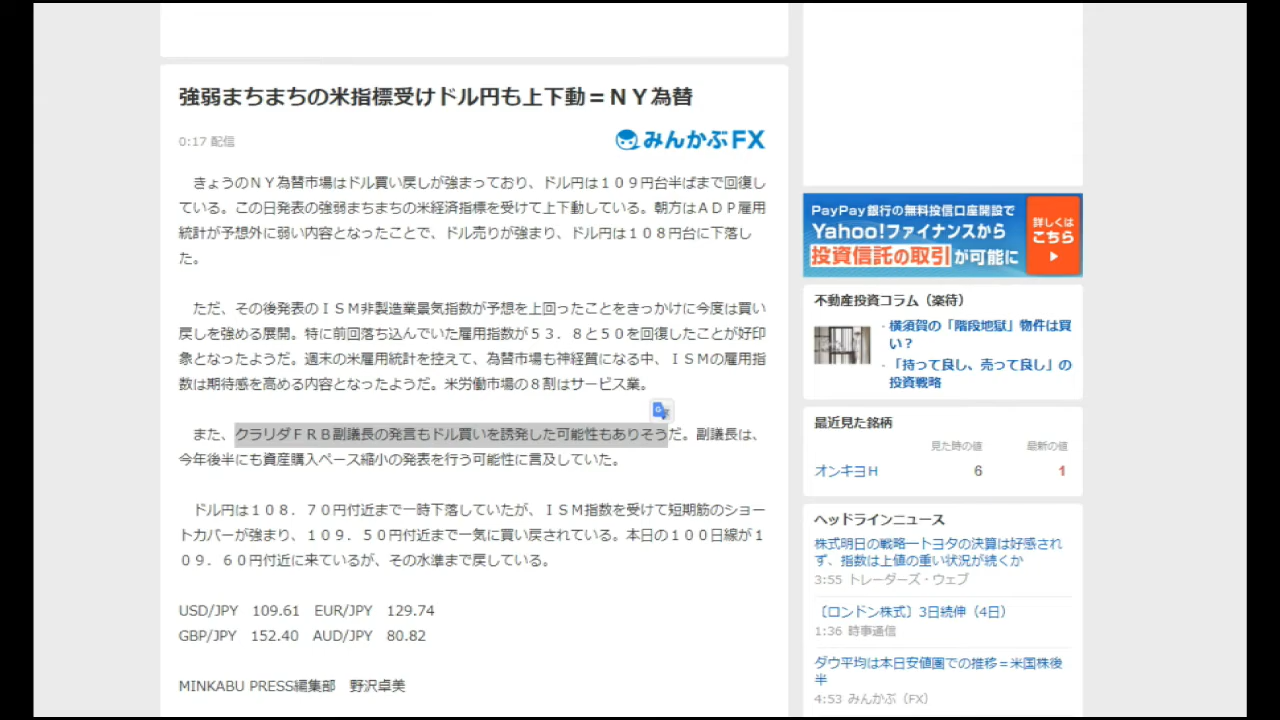 強弱まちまちの米指標受けドル円も上下動＝ＮＹ為替
0:17 配信
みんかぶFX
きょうのＮＹ為替市場はドル買い戻しが強まっており、ドル円は１０９円台半ばまで回復し
ている。この日発表の強弱まちまちの米経済指標を受けて上下動している。朝方はＡＤＰ雇用
統計が予想外に弱い内容となったことで、ドル売りが強まり、ドル円は１０８円台に下落し
た。
ただ、その後発表のＩＳＭ非製造業景気指数が予想を上回ったことをきっかけに今度は買い
戻しを強める展開。特に前回落ち込んでいた雇用指数が５３．８と５０を回復したことが好印
象となったようだ。週末の米雇用統計を控えて、為替市場も神経質になる中、ＩＳＭの雇用指
数は期待感を高める内容となったようだ。米労働市場の８割はサービス業。
また、クラリダＦＲＢ副議長の発言もドル買いを誘発した可能性もありそうだ。副議長は、
今年後半にも資産購入ペース縮小の発表を行う可能性に言及していた。
ドル円は１０８．７０円付近まで一時下落していたが、ＩＳＭ指数を受けて短期筋のショー
トカバーが強まり、１０９．５０円付近まで一気に買い戻されている。本日の１００日線が１
０９．６０円付近に来ているが、その水準まで戻している。
USD/JPY　109.61　EUR/JPY　129.74
GBP/JPY　152.40　AUD/JPY　80.82
MINKABU PRESS編集部　野沢卓美
PayPay銀行の無料投信口座開設で
Yahoo!ファイナンスから
投資信託の取引が可能に
詳しくは
こちら
不動産投資コラム（楽待）
・横須賀の「階段地獄」物件は買
い？
・「持って良し、売って良し」の
投資戦略
最近見た銘柄
見た時の値 最新の値
オンキヨＨ 6 1
ヘッドラインニュース
株式明日の戦略ートヨタの決算は好感され
ず、指数は上値の重い状況が続くか
3:55 トレーダーズ・ウェブ
〔ロンドン株式〕3日続伸（4日）
1:36 時事通信
ダウ平均は本日安値圏での推移＝米国株後
半
4:53 みんかぶ（FX）